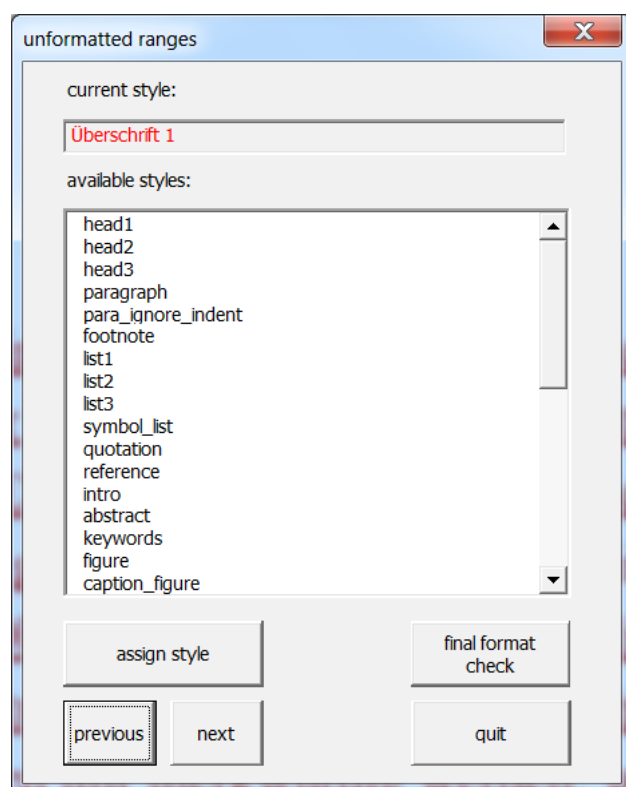 unformatted ranges
current style:
Überschrift 1
available styles:
head1
head2
head3
paragraph
para_ignore_indent
footnote
list1
list2
list3
symbol_list
quotation
reference
intro
abstract
keywords
figure
caption_figure
assign style
final format
check
previous
next
quit